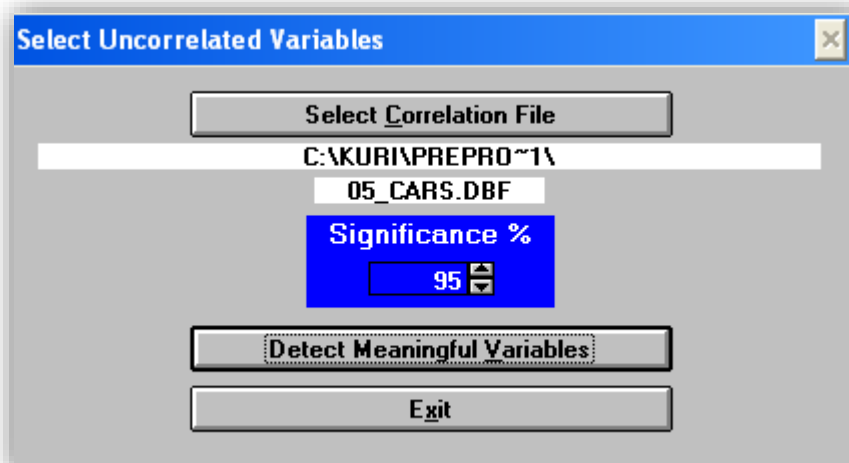 Select Uncorrelated Variables
Select Correlation File
C:\KURI\PREPRO~1\
05_CARS.DBF
Significance %
95
Detect Meaningful Variables
Exit